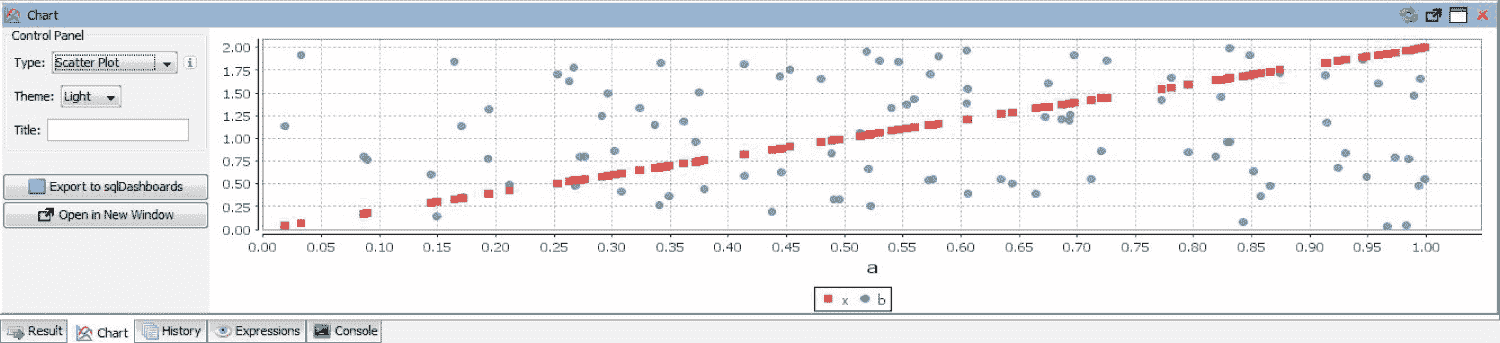 Chart
Control Panel
Type: Scatter Plot
Theme: Light
Title:
Export to sqlDashboards
Open in New Window
2.00
1.75
1.50
1.25
1.00
0.75
0.50
0.25
0.00
0.00 0.05 0.10 0.15 0.20 0.25 0.30 0.35 0.40 0.45 0.50 0.55 0.60 0.65 0.70 0.75 0.80 0.85 0.90 0.95 1.00
a
x b
Result Chart History Expressions Console